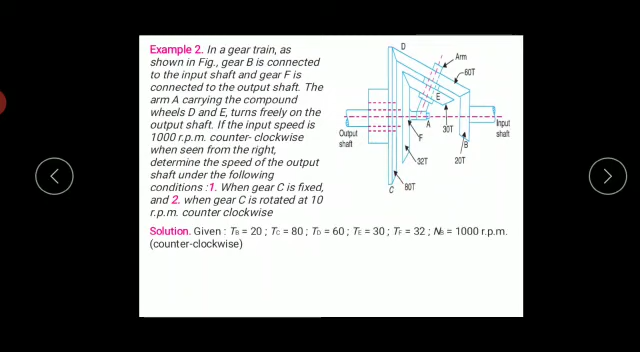 Example 2. In a gear train, as
shown in Fig., gear B is connected
to the input shaft and gear F is
connected to the output shaft. The
arm A carrying the compound
wheels D and E, turns freely on the
output shaft. If the input speed is
1000 r.p.m. counter- clockwise
when seen from the right,
determine the speed of the output
shaft under the following
conditions :1. When gear C is fixed,
and 2. when gear C is rotated at 10
r.p.m. counter clockwise
D
Arm
60T
E
A
30T
Input
shaft
Output
shaft
F
B
32T
20T
C
80T
Solution. Given : TB = 20 ; TC = 80 ; TD = 60 ; TE = 30 ; TF = 32 ; NB = 1000 r.p.m.
(counter-clockwise)